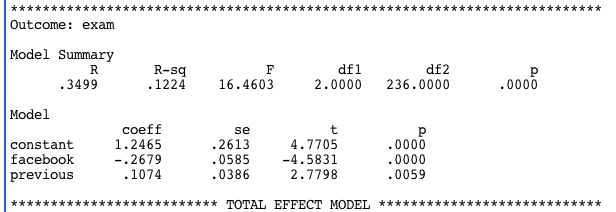 **************************************************************************
Outcome: exam
Model Summary
R R-sq F df1 df2 p
.3499 .1224 16.4603 2.0000 236.0000 .0000
Model
coeff se t p
constant 1.2465 .2613 4.7705 .0000
facebook -.2679 .0585 -4.5831 .0000
previous .1074 .0386 2.7798 .0059
************************** TOTAL EFFECT MODEL ****************************